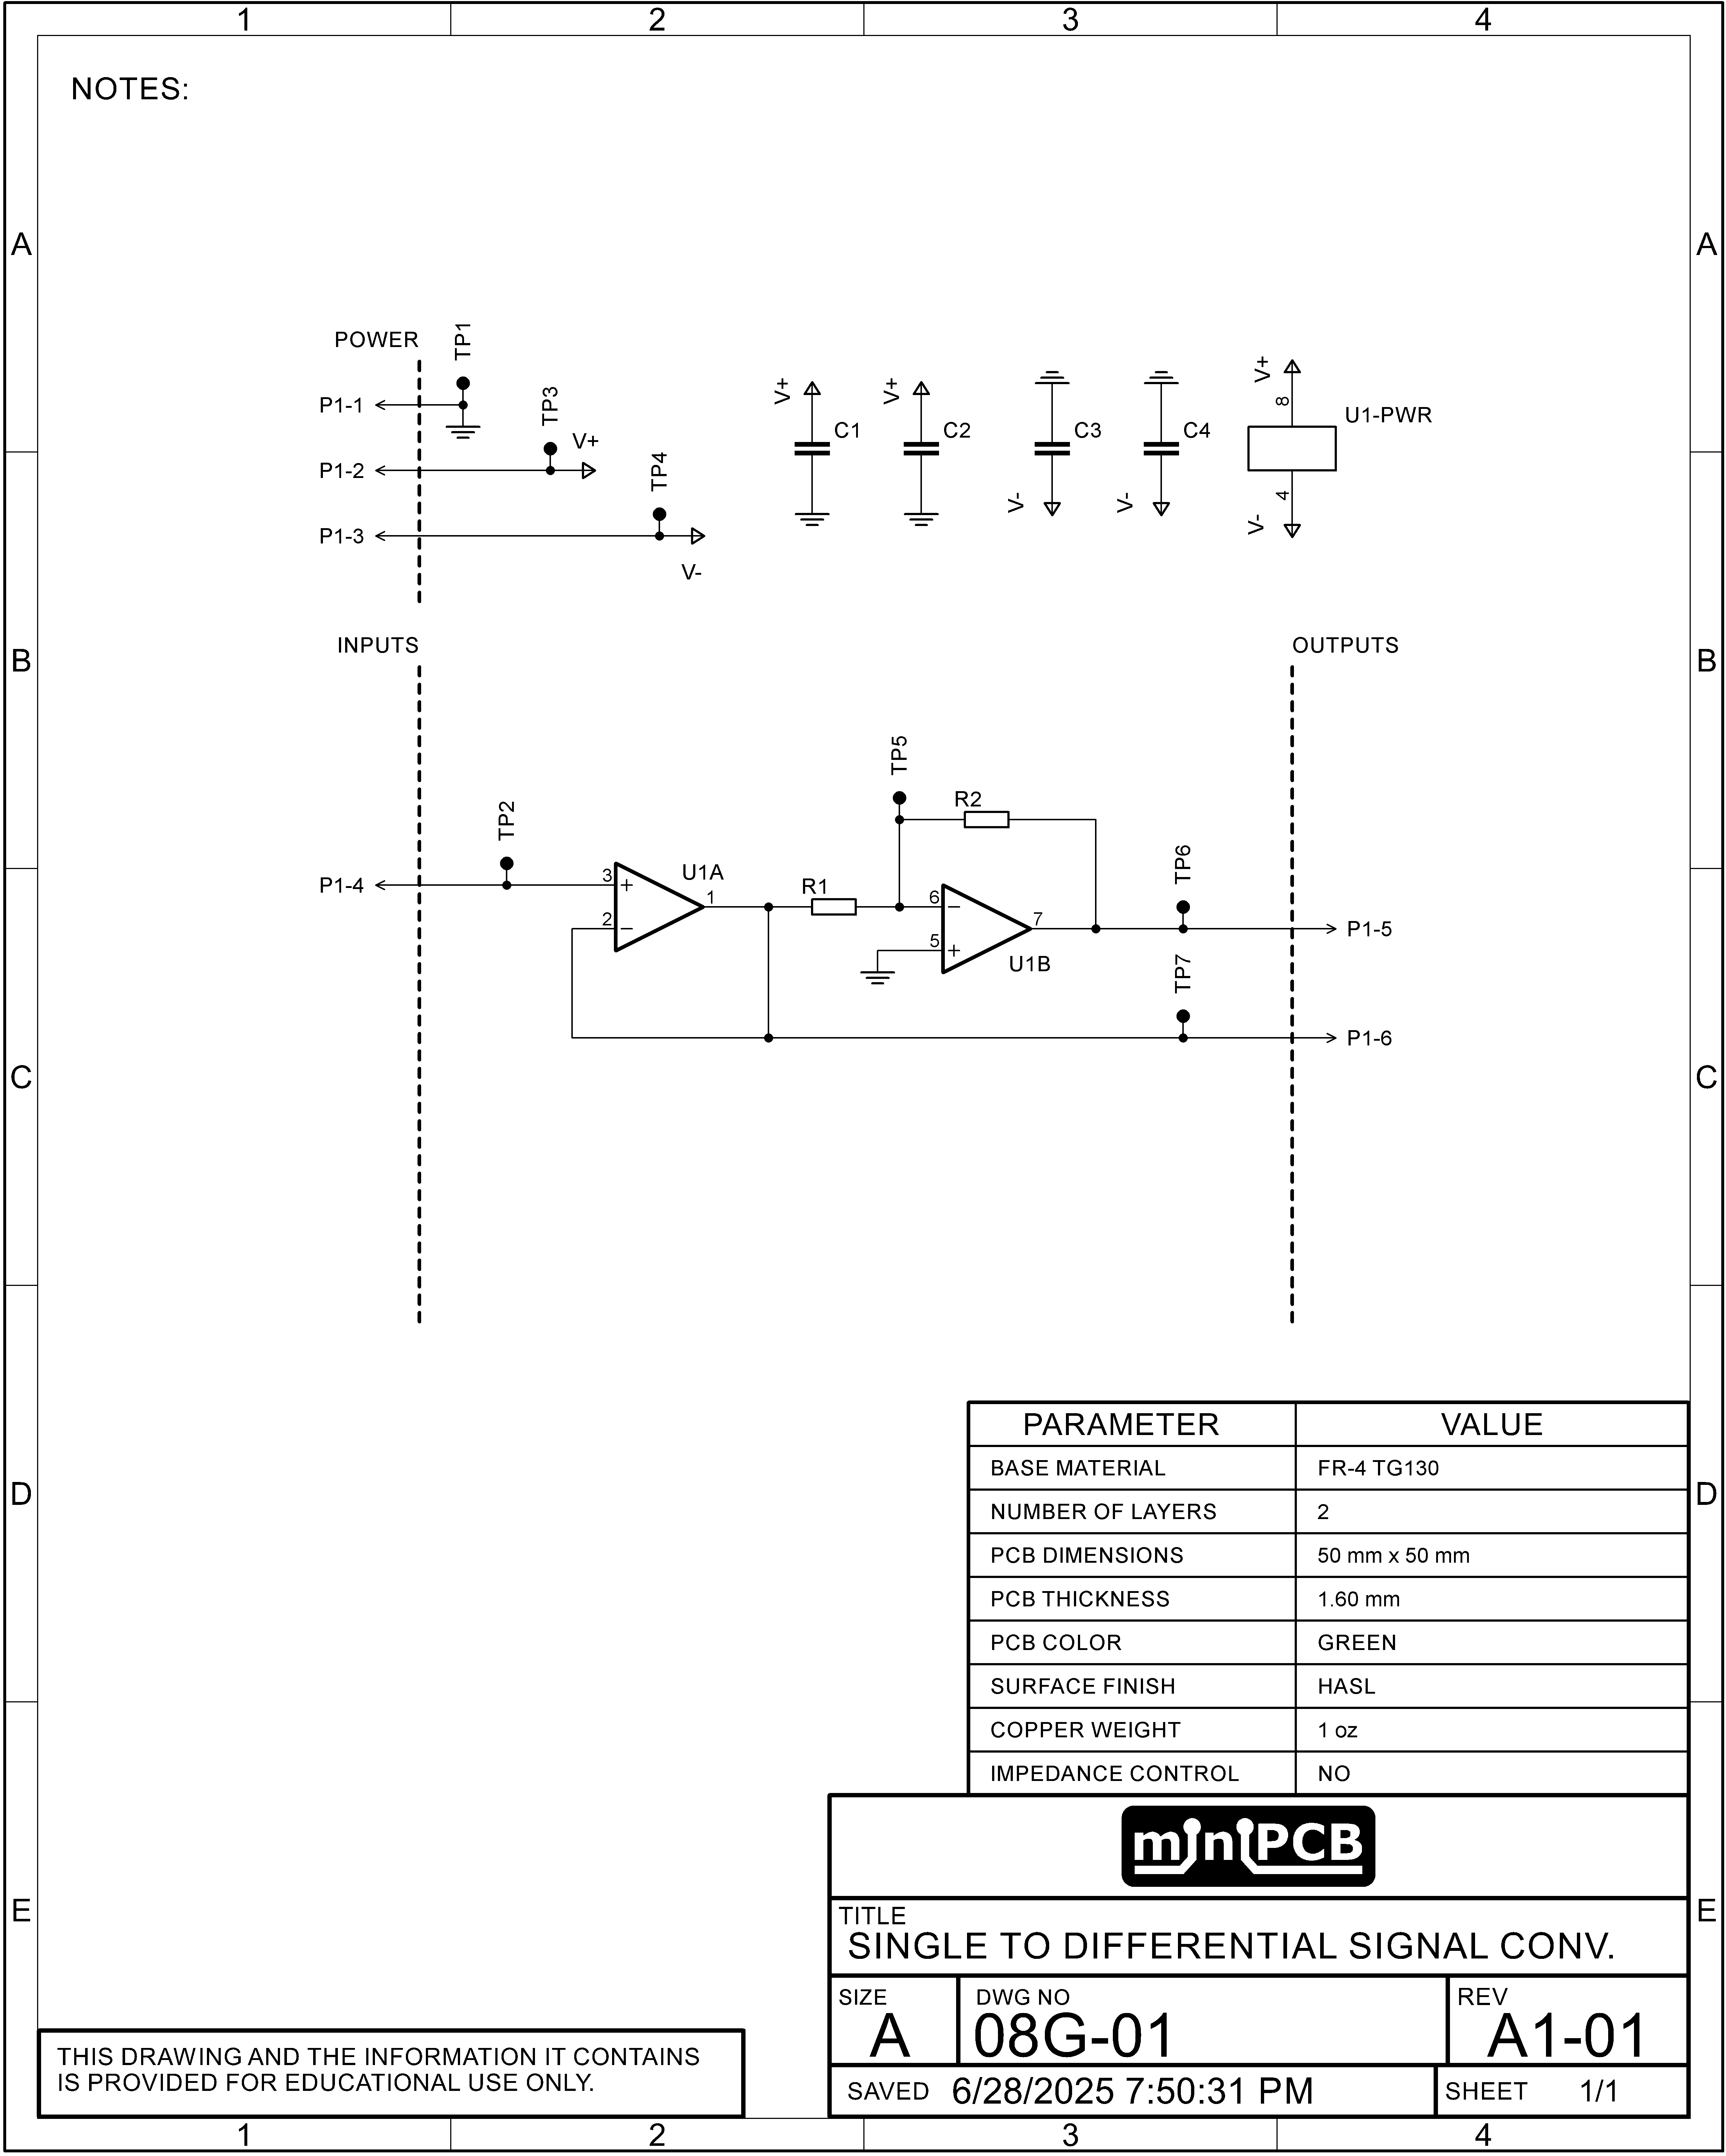 1 2 3 4
NOTES:
A A
POWER
TP1
P1-1
TP3
V+
P1-2
TP4
P1-3
V-
V+ C1
V+ C2
C3 V-
C4 V-
V+ 8 U1-PWR
4 V-
B B
INPUTS OUTPUTS
TP5
R2
TP2
TP6
P1-4 3 + U1A 1 R1 6 − 7
2 − 5 + U1B
P1-5
TP7
P1-6
C C
PARAMETER VALUE
BASE MATERIAL FR-4 TG130
D D
NUMBER OF LAYERS 2
PCB DIMENSIONS 50 mm x 50 mm
PCB THICKNESS 1.60 mm
PCB COLOR GREEN
SURFACE FINISH HASL
COPPER WEIGHT 1 oz
IMPEDANCE CONTROL NO
miniPCB
E E
TITLE
SINGLE TO DIFFERENTIAL SIGNAL CONV.
SIZE DWG NO REV
A 08G-01 A1-01
THIS DRAWING AND THE INFORMATION IT CONTAINS
IS PROVIDED FOR EDUCATIONAL USE ONLY.
SAVED 6/28/2025 7:50:31 PM SHEET 1/1
1 2 3 4